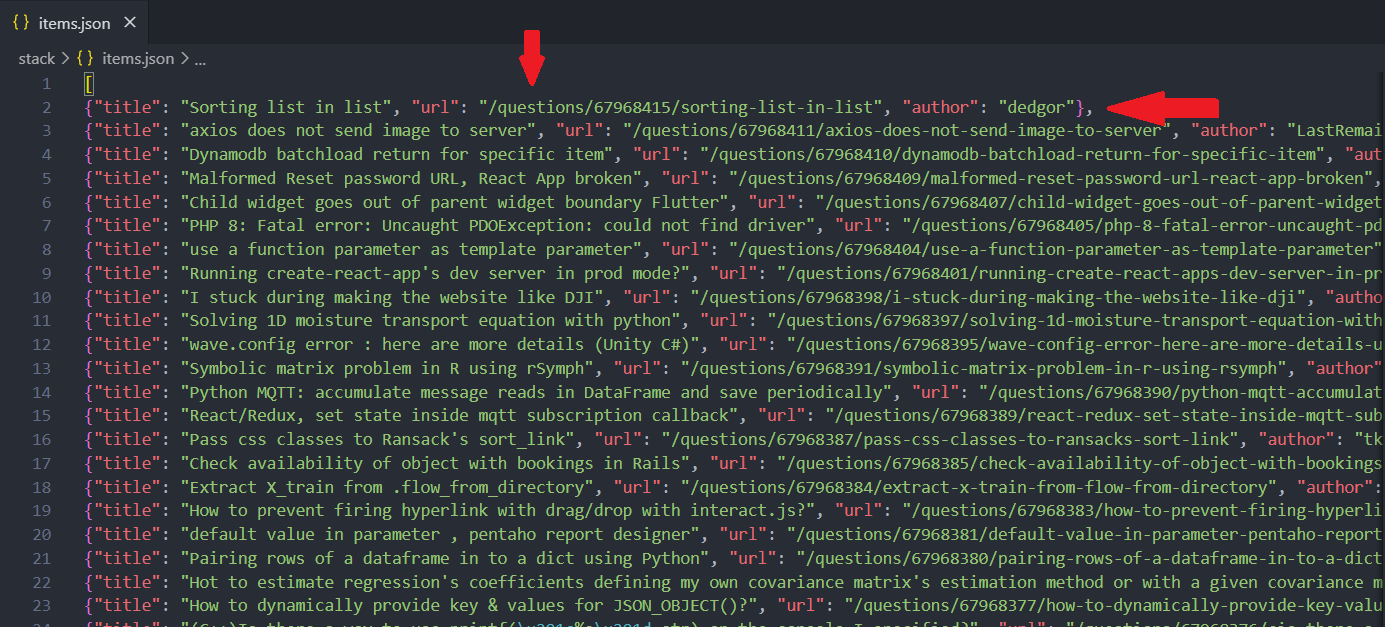 {} items.json ×
stack > {} items.json > ...
1 [
2 {"title": "Sorting list in list", "url": "/questions/67968415/sorting-list-in-list", "author": "dedgor"},
3 {"title": "axios does not send image to server", "url": "/questions/67968411/axios-does-not-send-image-to-server", "author": "LastRemai
4 {"title": "Dynamodb batchload return for specific item", "url": "/questions/67968410/dynamodb-batchload-return-for-specific-item", "aut
5 {"title": "Malformed Reset password URL, React App broken", "url": "/questions/67968409/malformed-reset-password-url-react-app-broken",
6 {"title": "Child widget goes out of parent widget boundary Flutter", "url": "/questions/67968407/child-widget-goes-out-of-parent-widget
7 {"title": "PHP 8: Fatal error: Uncaught PDOException: could not find driver", "url": "/questions/67968405/php-8-fatal-error-uncaught-pd
8 {"title": "use a function parameter as template parameter", "url": "/questions/67968404/use-a-function-parameter-as-template-parameter"
9 {"title": "Running create-react-app's dev server in prod mode?", "url": "/questions/67968401/running-create-react-apps-dev-server-in-pr
10 {"title": "I stuck during making the website like DJI", "url": "/questions/67968398/i-stuck-during-making-the-website-like-dji", "autho
11 {"title": "Solving 1D moisture transport equation with python", "url": "/questions/67968397/solving-1d-moisture-transport-equation-with
12 {"title": "wave.config error : here are more details (Unity C#)", "url": "/questions/67968395/wave-config-error-here-are-more-details-u
13 {"title": "Symbolic matrix problem in R using rSymph", "url": "/questions/67968391/symbolic-matrix-problem-in-r-using-rsymph", "author"
14 {"title": "Python MQTT: accumulate message reads in DataFrame and save periodically", "url": "/questions/67968390/python-mqtt-accumulat
15 {"title": "React/Redux, set state inside mqtt subscription callback", "url": "/questions/67968389/react-redux-set-state-inside-mqtt-sub
16 {"title": "Pass css classes to Ransack's sort_link", "url": "/questions/67968387/pass-css-classes-to-ransacks-sort-link", "author": "tk
17 {"title": "Check availability of object with bookings in Rails", "url": "/questions/67968385/check-availability-of-object-with-bookings
18 {"title": "Extract X_train from .flow_from_directory", "url": "/questions/67968384/extract-x-train-from-flow-from-directory", "author":
19 {"title": "How to prevent firing hyperlink with drag/drop with interact.js?", "url": "/questions/67968383/how-to-prevent-firing-hyperli
20 {"title": "default value in parameter , pentaho report designer", "url": "/questions/67968381/default-value-in-parameter-pentaho-report
21 {"title": "Pairing rows of a dataframe in to a dict using Python", "url": "/questions/67968380/pairing-rows-of-a-dataframe-in-to-a-dict
22 {"title": "Hot to estimate regression's coefficients defining my own covariance matrix's estimation method or with a given covariance m
23 {"title": "How to dynamically provide key & values for JSON_OBJECT()?", "url": "/questions/67968377/how-to-dynamically-provide-key-valu